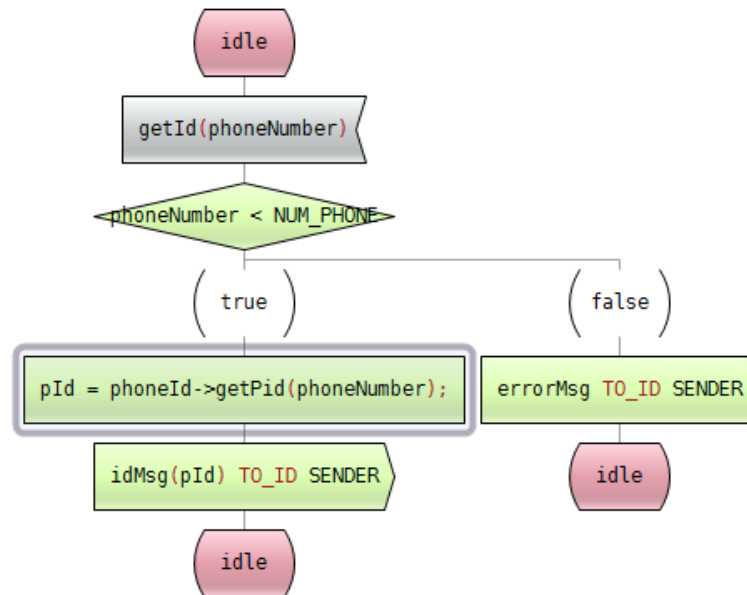 idle
getId(phoneNumber)
phoneNumber < NUM_PHONE
true
false
pId = phoneId->getPid(phoneNumber);
errorMsg TO_ID SENDER
idMsg(pId) TO_ID SENDER
idle
idle